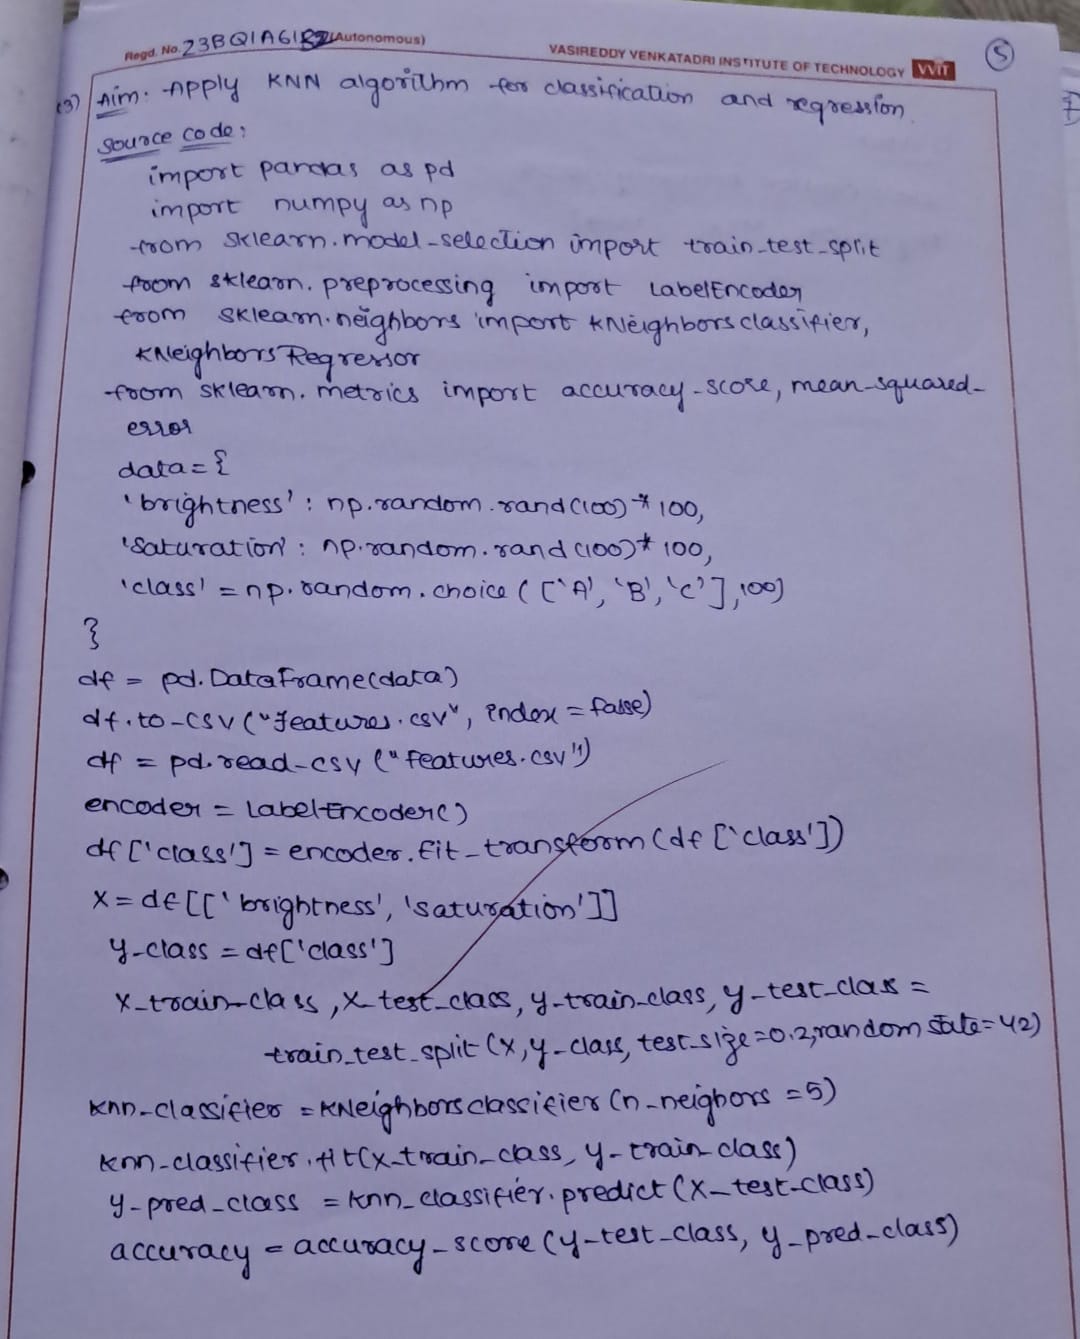 Regd. No. 23BQ1A61 (Autonomous)
VASIREDDY VENKATADRI INSTITUTE OF TECHNOLOGY VVIT
5
(3) Aim: Apply KNN algorithm for classification and regression.
Source code:
import pandas as pd
import numpy as np
from sklearn.model_selection import train_test_split
from sklearn.preprocessing import LabelEncoder
from sklearn.neighbors import KNeighborsclassifier,
KNeighborsRegressor
from sklearn.metrics import accuracy_score, mean_squared_
error
data={
'brightness': np.random.rand(100)*100,
'Saturation': np.random.rand(100)*100,
'class' = np.random.choice(['A', 'B', 'C'],100)
}
df = pd.DataFrame(data)
df.to_csv("features.csv", index=false)
df = pd.read_csv("features.csv")
encoder = LabelEncoder()
df['class'] = encoder.fit_transform(df['class'])
X=df[['brightness', 'saturation']]
y_class = df['class']
X_train_class, X_test_class, y_train_class, y_test_class =
train_test_split(X,y_class, test_size=0.2,random state=42)
knn_classifier = KNeighborsclassifier(n_neighors=5)
knn_classifier.fit(X_train_class, y_train_class)
y_pred_class = knn_classifier.predict(X_test_class)
accuracy = accuracy_score(y_test_class, y_pred_class)